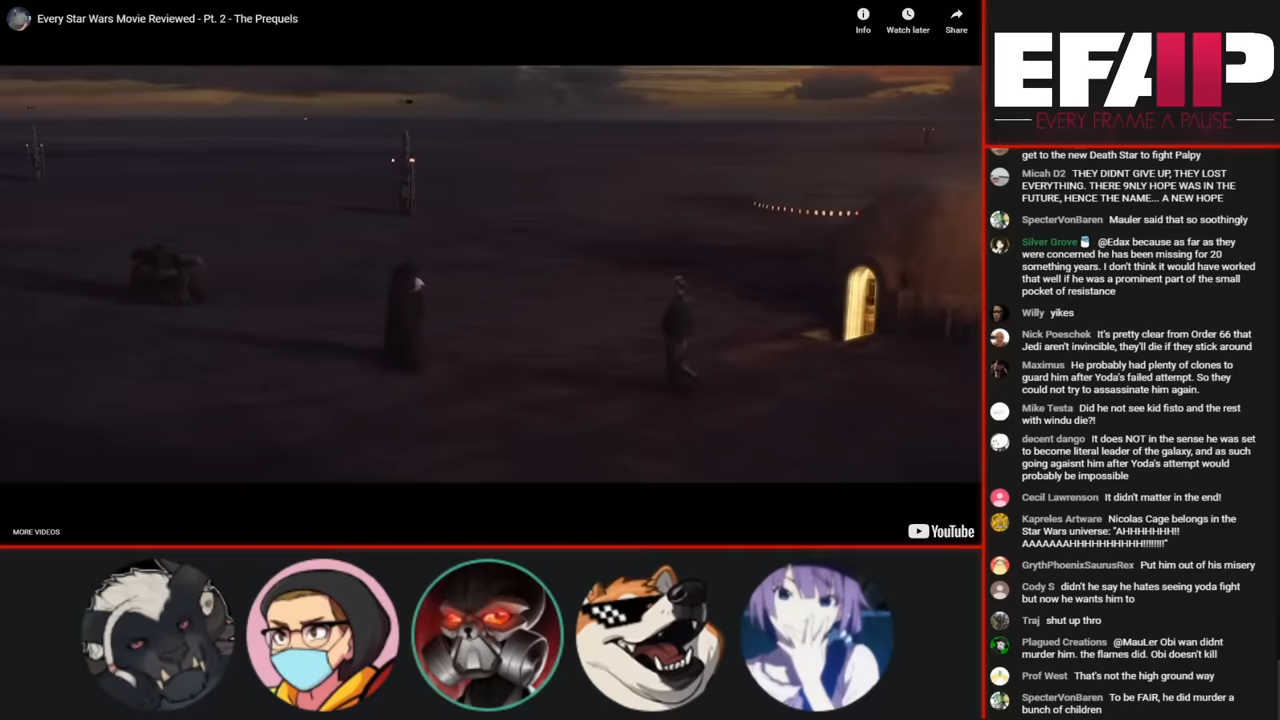 Every Star Wars Movie Reviewed - Pt. 2 - The Prequels
Info
Watch later
Share
MORE VIDEOS
YouTube
EFAP
EVERY FRAME A PAUSE
get to the new Death Star to fight Palpy
Micah D2 THEY DIDNT GIVE UP, THEY LOST
EVERYTHING. THERE 9NLY HOPE WAS IN THE
FUTURE, HENCE THE NAME... A NEW HOPE
SpecterVonBaren Mauler said that so soothingly
Silver Grove @Edax because as far as they
were concerned he has been missing for 20
something years. I don't think it would have worked
that well if he was a prominent part of the small
pocket of resistance
Willy yikes
Nick Poeschek It's pretty clear from Order 66 that
Jedi aren't invincible, they'll die if they stick around
Maximus He probably had plenty of clones to
guard him after Yoda's failed attempt. So they
could not try to assassinate him again.
Mike Testa Did he not see kid fisto and the rest
with windu die?!
decent dango It does NOT in the sense he was set
to become literal leader of the galaxy, and as such
going agaisnt him after Yoda's attempt would
probably be impossible
Cecil Lawrenson It didn't matter in the end!
Kapreles Artware Nicolas Cage belongs in the
Star Wars universe: "AHHHHHHH!!
AAAAAAHHHHHHHHHH!!!!!!!!"
GrythPhoenixSaurusRex Put him out of his misery
Cody S didn't he say he hates seeing yoda fight
but now he wants him to
Traj shut up thro
Plagued Creations @MauLer Obi wan didnt
murder him. the flames did. Obi doesn't kill
Prof West That's not the high ground way
SpecterVonBaren To be FAIR, he did murder a
bunch of children